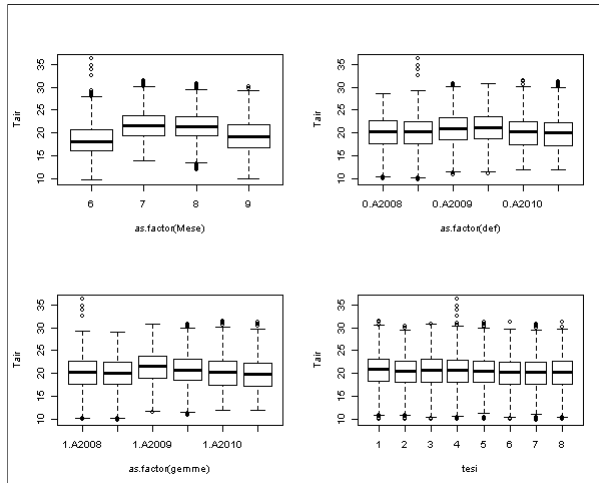 35
30
25
20
15
10
Tair
6 7 8 9
as.factor(Mese)
35
30
25
20
15
10
Tair
0.A2008 0.A2009 0.A2010
as.factor(def)
35
30
25
20
15
10
Tair
1.A2008 1.A2009 1.A2010
as.factor(gemme)
35
30
25
20
15
10
Tair
1 2 3 4 5 6 7 8
tesi